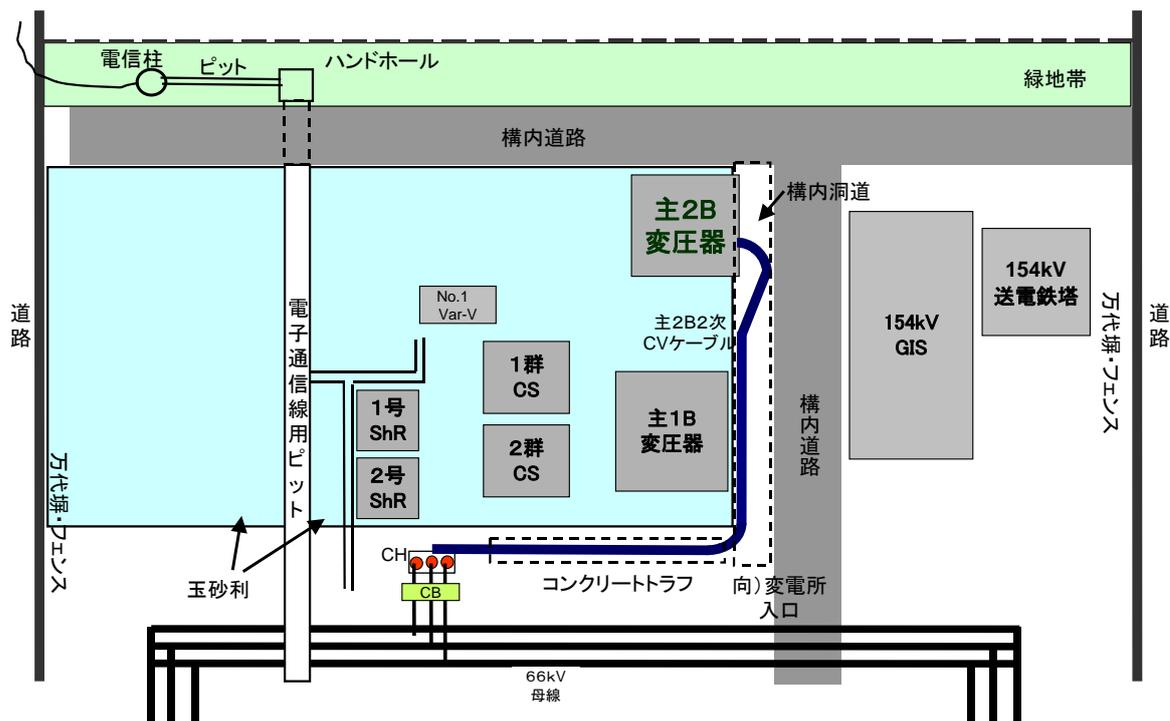 電信柱
ピット
ハンドホール
緑地帯
構内道路
主2B
変圧器
構内洞道
154kV
GIS
154kV
送電鉄塔
道路
道路
万代塀・フェンス
電子通信線用ピット
No.1
Var-V
主2B2次
CVケーブル
1群
CS
2群
CS
主1B
変圧器
1号
ShR
2号
ShR
構内道路
万代塀・フェンス
玉砂利
CH
CB
コンクリートトラフ
向)変電所
入口
66kV
母線